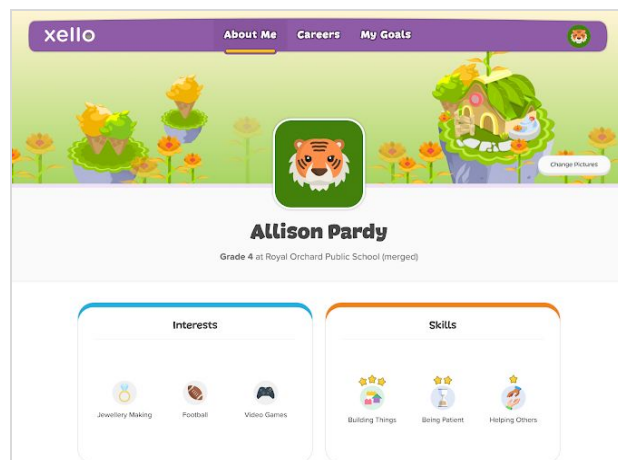 xello
About Me Careers My Goals
Change Pictures
Allison Pardy
Grade 4 at Royal Orchard Public School (merged)
Interests
Jewellery Making Football Video Games
Skills
Building Things Being Patient Helping Others